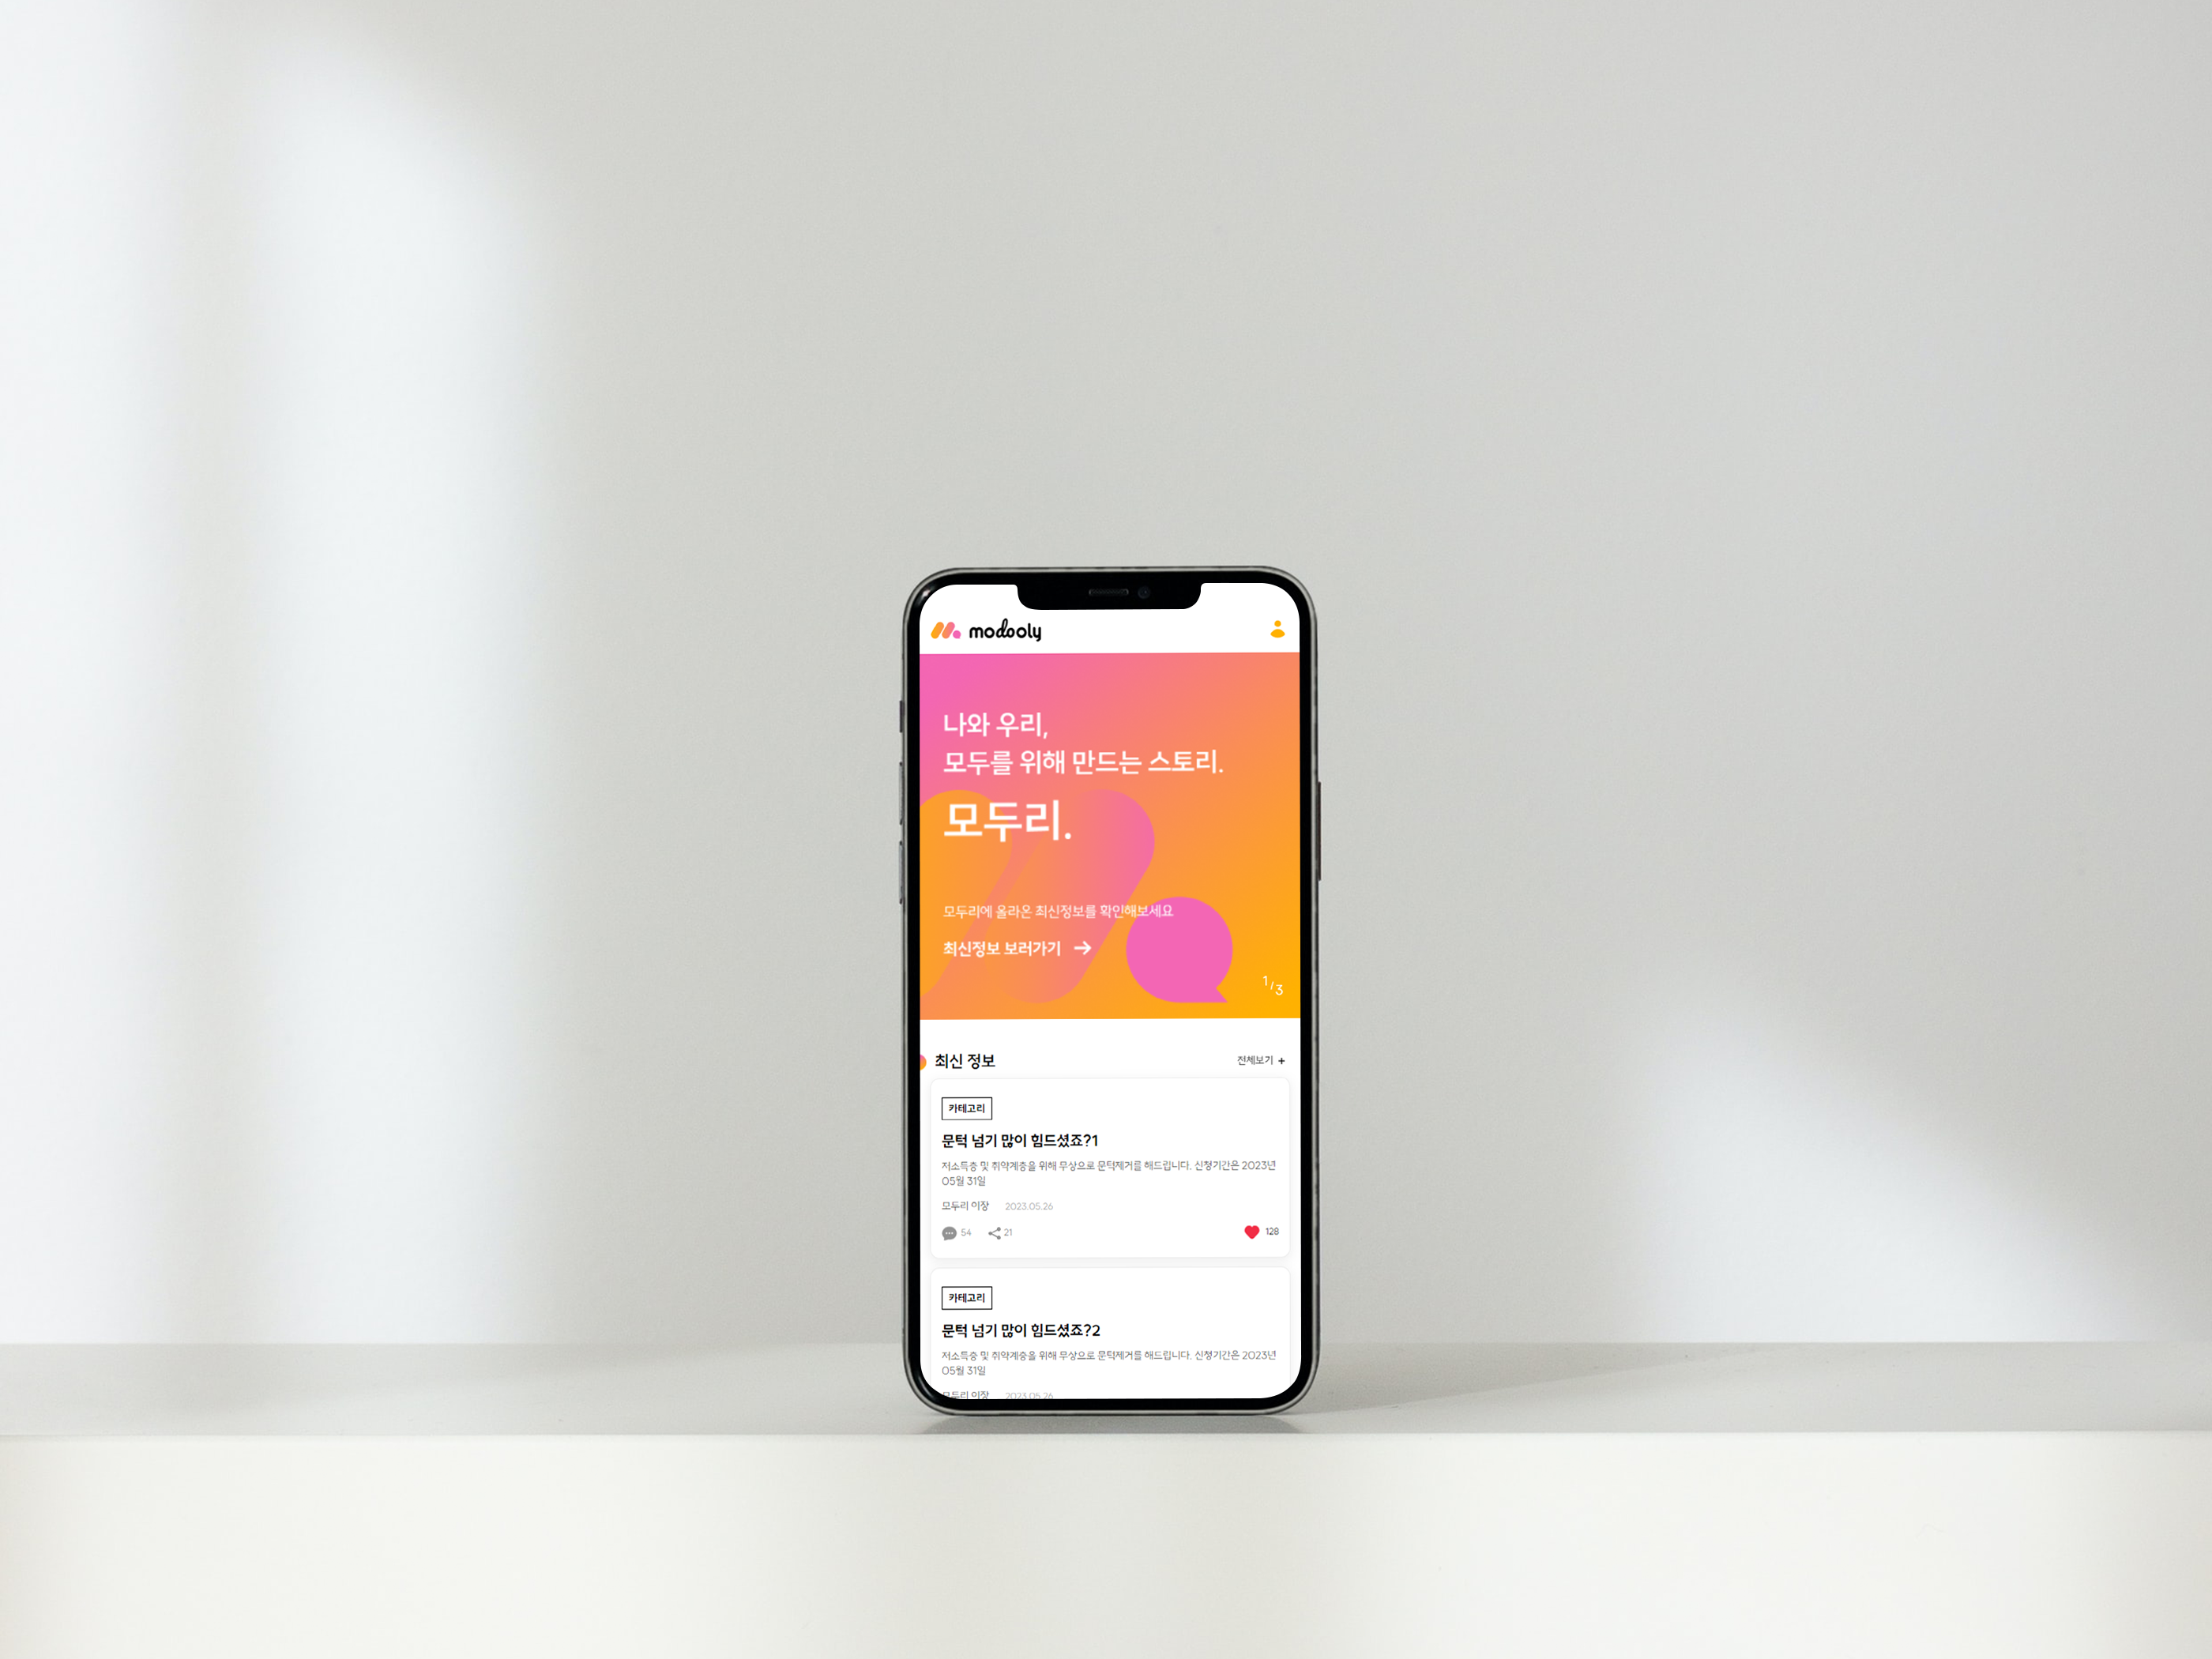 modooly
나와 우리,
모두를 위해 만드는 스토리.
모두리.
모두리에 올라온 최신정보를 확인해보세요
최신정보 보러가기 →
1/3
최신 정보
전체보기 +
카테고리
문턱 넘기 많이 힘드셨죠?1
저소득층 및 취약계층을 위해 무상으로 문턱제거를 해드립니다. 신청기간은 2023년
05월 31일
모두리 이장 2023.05.26
54 21 128
카테고리
문턱 넘기 많이 힘드셨죠?2
저소득층 및 취약계층을 위해 무상으로 문턱제거를 해드립니다. 신청기간은 2023년
05월 31일
모두리 이장 2023.05.26